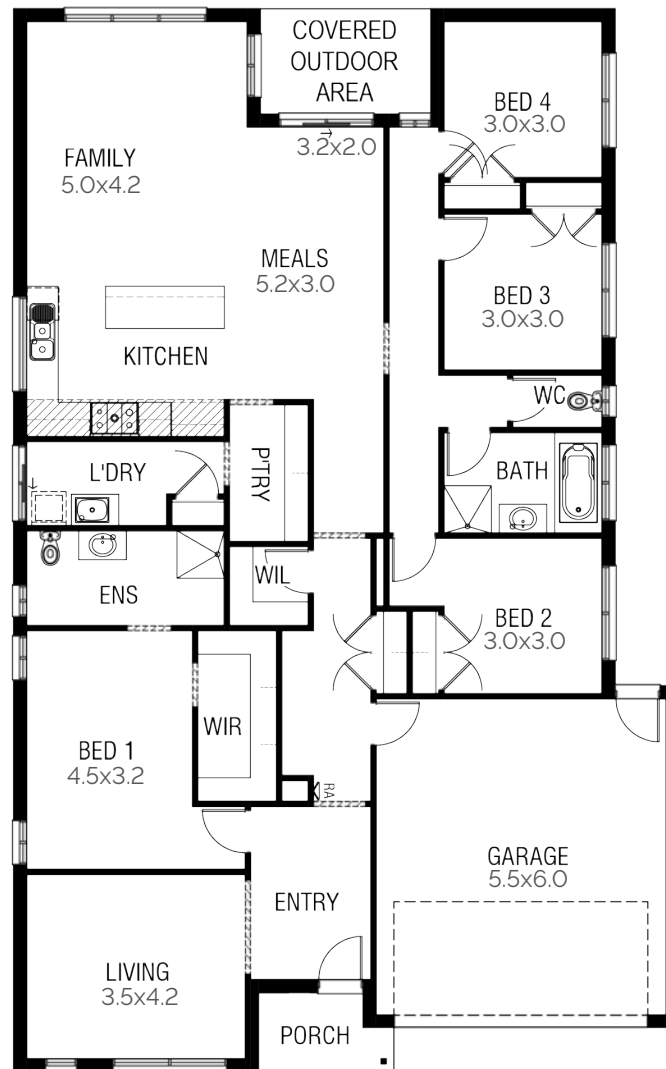 COVERED
OUTDOOR
AREA
3.2x2.0
BED 4
3.0x3.0
FAMILY
5.0x4.2
MEALS
5.2x3.0
BED 3
3.0x3.0
KITCHEN
WC
L'DRY
P'TRY
BATH
ENS
WIL
BED 2
3.0x3.0
WIR
BED 1
4.5x3.2
RA
GARAGE
5.5x6.0
ENTRY
LIVING
3.5x4.2
PORCH